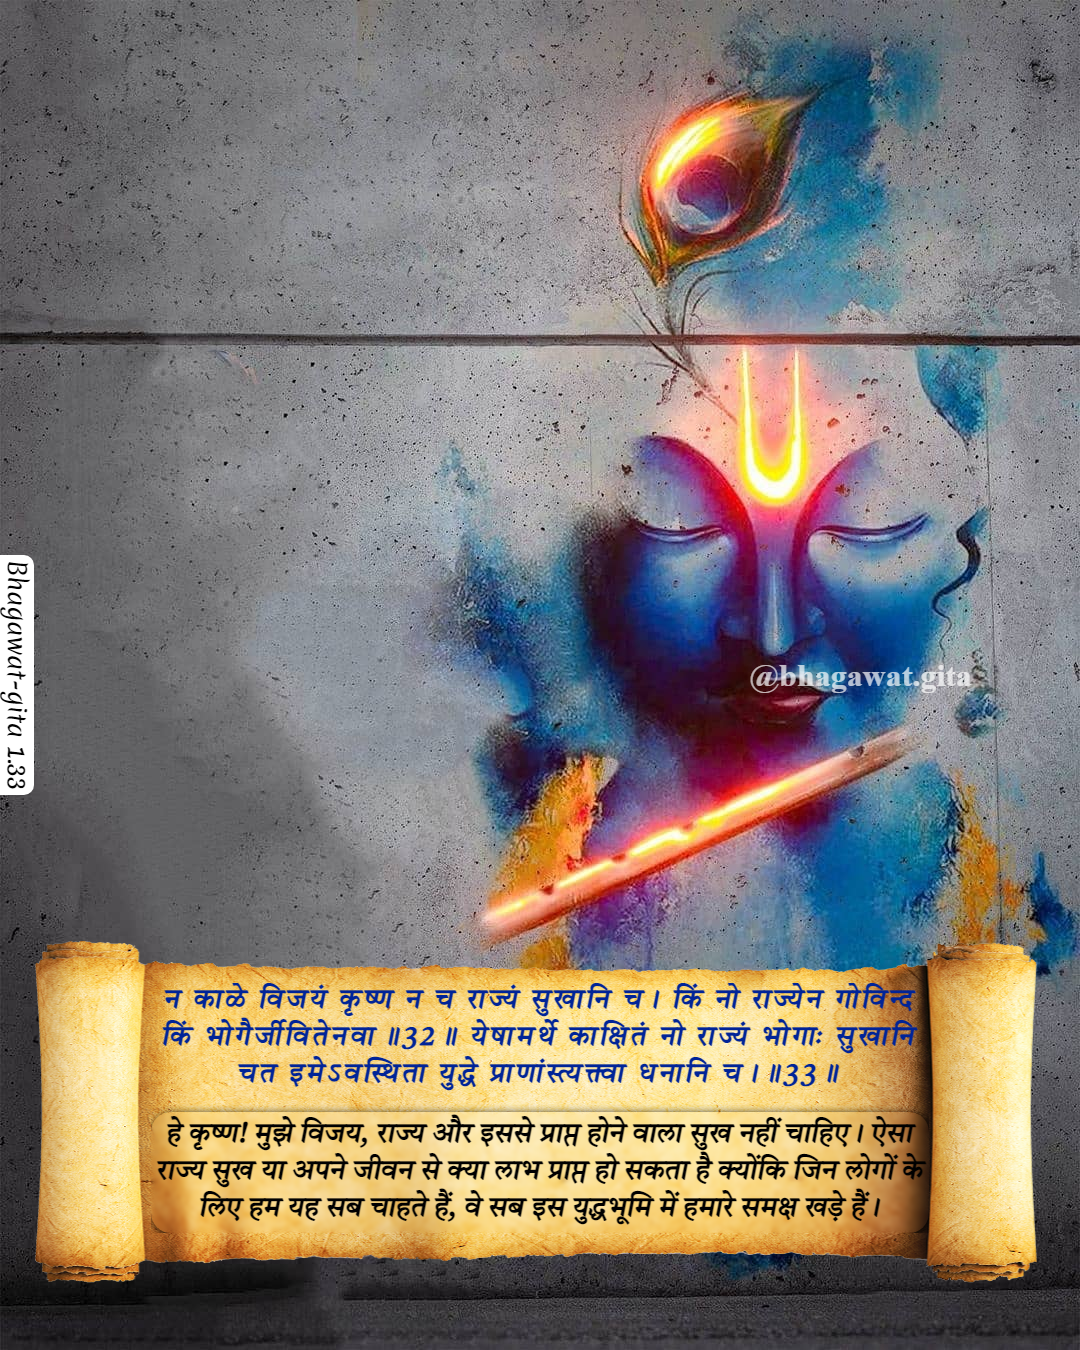 Bhagawat-gita 1.33
@bhagawat.gita
न काळे विजयं कृष्ण न च राज्यं सुखानि च। किं नो राज्येन गोविन्द
किं भोगैर्जीवितेनवा॥32॥ येषामर्थे काक्षितं नो राज्यं भोगाः सुखानि
चत इमेऽवस्थिता युद्धे प्राणांस्त्यक्त्वा धनानि च।॥33॥
हे कृष्ण! मुझे विजय, राज्य और इससे प्राप्त होने वाला सुख नहीं चाहिए। ऐसा
राज्य सुख या अपने जीवन से क्या लाभ प्राप्त हो सकता है क्योंकि जिन लोगों के
लिए हम यह सब चाहते हैं, वे सब इस युद्धभूमि में हमारे समक्ष खड़े हैं।